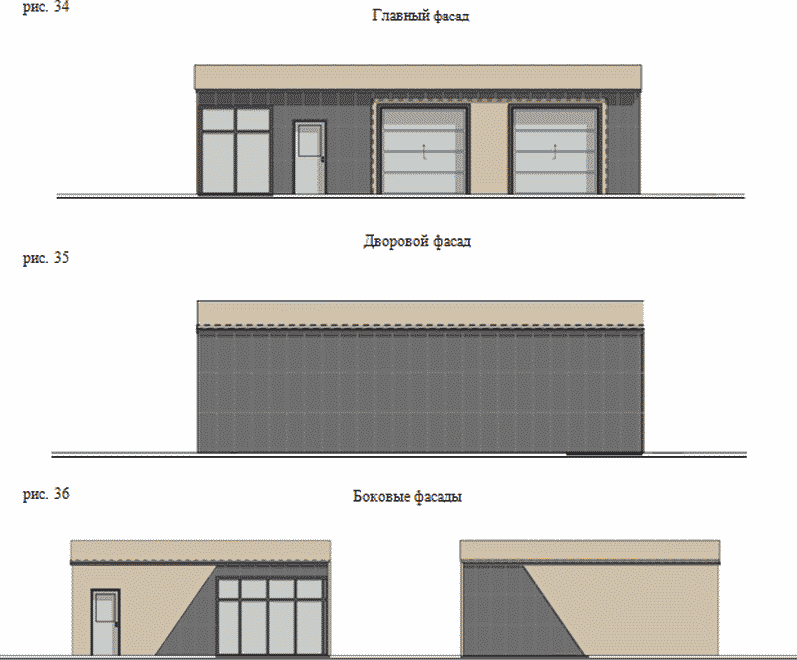 рис. 34
Главный фасад
Дворовой фасад
рис. 35
рис. 36
Боковые фасады